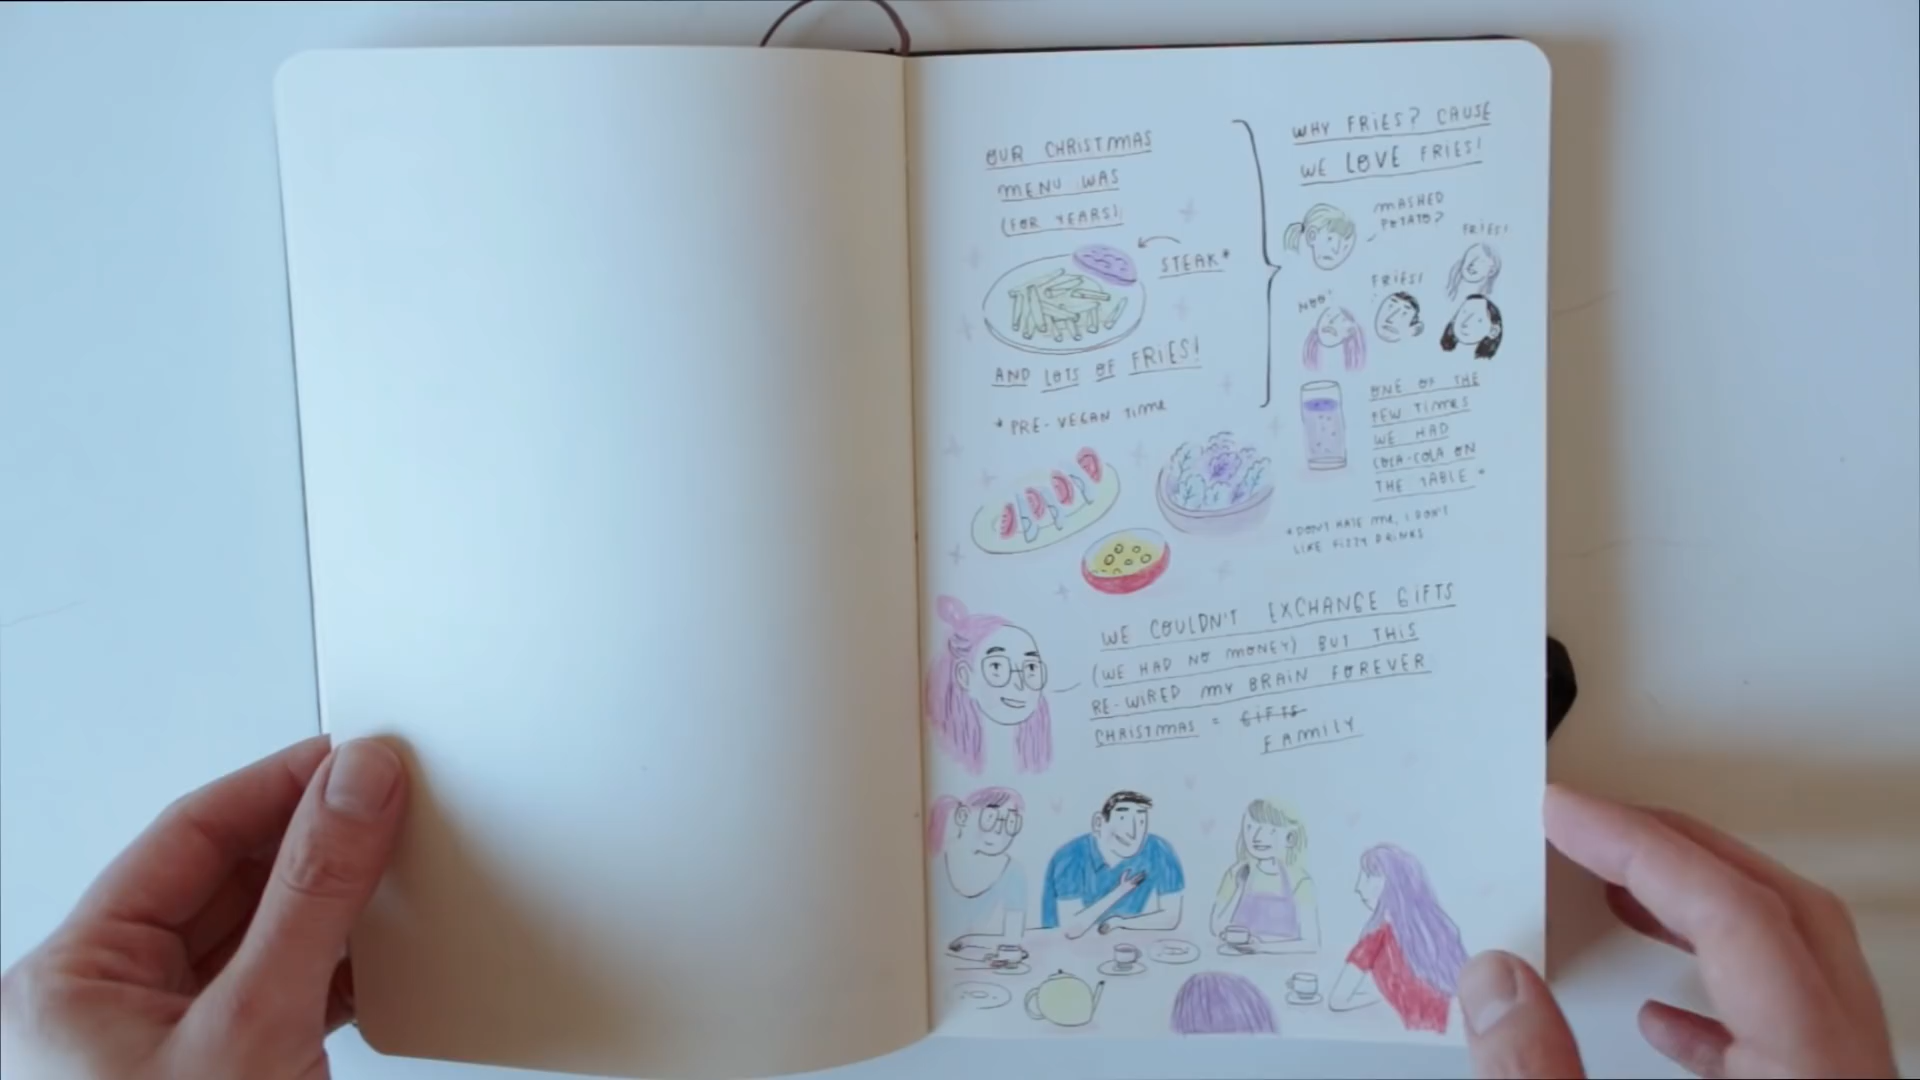 OUR CHRISTMAS
MENU WAS
(FOR YEARS):
STEAK*
AND LOTS OF FRIES!
* PRE-VEGAN TIME
WHY FRIES? CAUSE
WE LOVE FRIES!
MASHED
POTATO?
FRIES!
FRIES!
NOO!
ONE OF THE
FEW TIMES
WE HAD
COCA-COLA ON
THE TABLE *
* DON'T HATE ME, I DON'T
LIKE FIZZY DRINKS
WE COULDN'T EXCHANGE GIFTS
(WE HAD NO MONEY) BUT THIS
RE-WIRED MY BRAIN FOREVER
CHRISTMAS = GIFTS
FAMILY